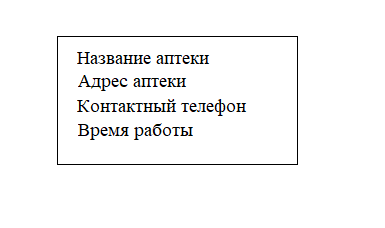 Название аптеки
Адрес аптеки
Контактный телефон
Время работы